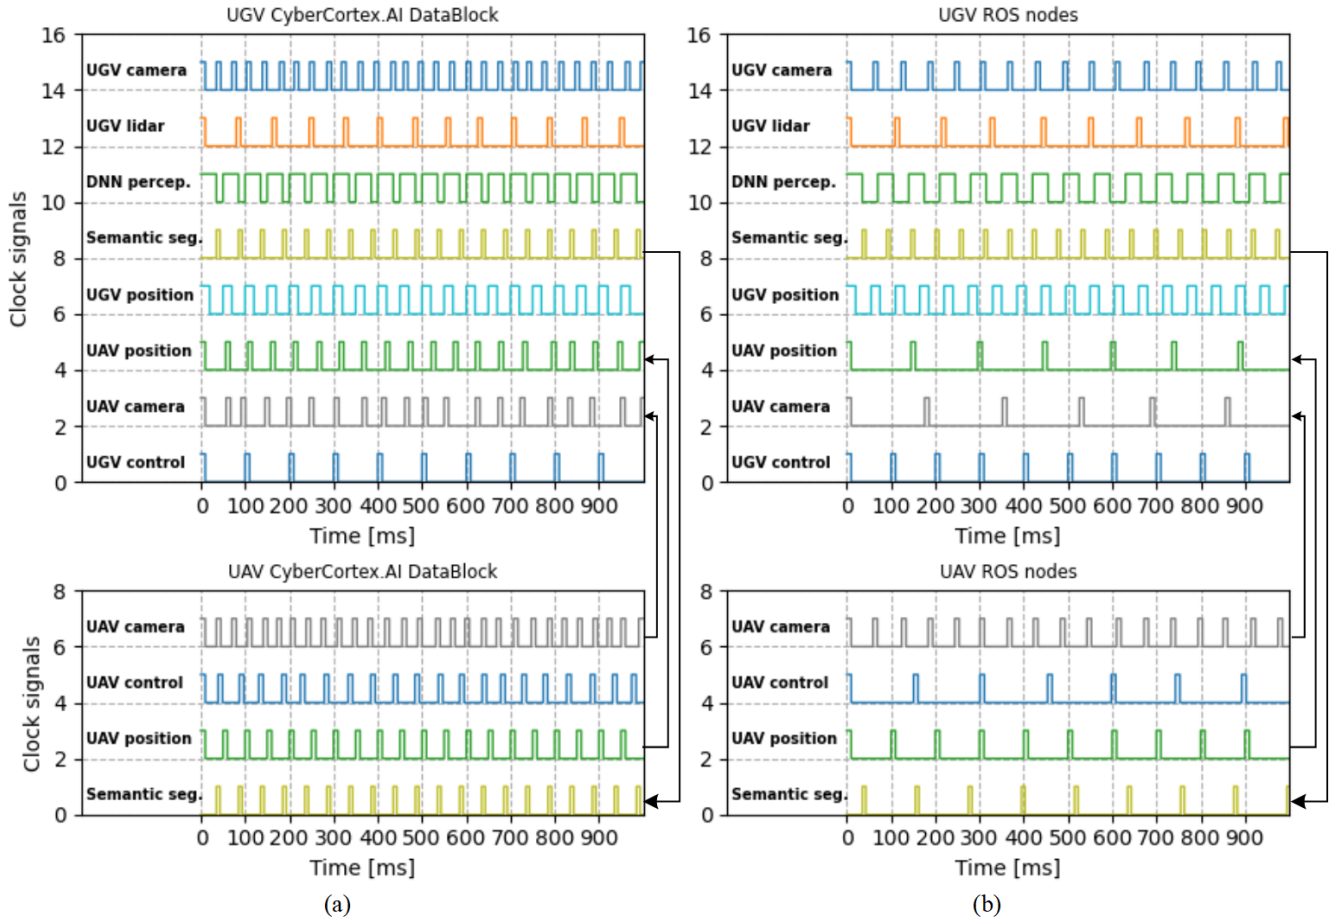 UGV CyberCortex.AI DataBlock
16
14
12
10
8
6
4
2
0
Clock signals
UGV camera
UGV lidar
DNN percep.
Semantic seg.
UGV position
UAV position
UAV camera
UGV control
0 100 200 300 400 500 600 700 800 900
Time [ms]
UGV ROS nodes
16
14
12
10
8
6
4
2
0
UGV camera
UGV lidar
DNN percep.
Semantic seg.
UGV position
UAV position
UAV camera
UGV control
0 100 200 300 400 500 600 700 800 900
Time [ms]
UAV CyberCortex.AI DataBlock
8
6
4
2
0
Clock signals
UAV camera
UAV control
UAV position
Semantic seg.
0 100 200 300 400 500 600 700 800 900
Time [ms]
(a)
UAV ROS nodes
8
6
4
2
0
UAV camera
UAV control
UAV position
Semantic seg.
0 100 200 300 400 500 600 700 800 900
Time [ms]
(b)